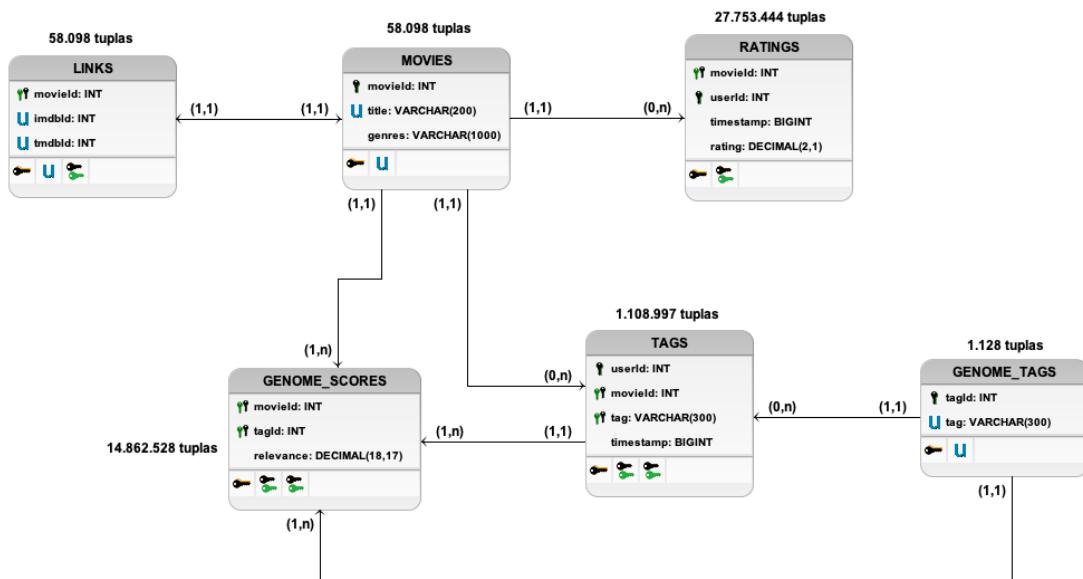 58.098 tuplas
LINKS
movieId: INT
imdbId: INT
tmdbId: INT
(1,1)
(1,1)
58.098 tuplas
MOVIES
movieId: INT
title: VARCHAR(200)
genres: VARCHAR(1000)
(1,1)
(0,n)
27.753.444 tuplas
RATINGS
movieId: INT
userId: INT
timestamp: BIGINT
rating: DECIMAL(2,1)
(1,1)
(1,1)
(1,n)
(0,n)
14.862.528 tuplas
GENOME_SCORES
movieId: INT
tagId: INT
relevance: DECIMAL(18,17)
(1,n)
(1,n)
(1,1)
1.108.997 tuplas
TAGS
userId: INT
movieId: INT
tag: VARCHAR(300)
timestamp: BIGINT
(0,n)
(1,1)
1.128 tuplas
GENOME_TAGS
tagId: INT
tag: VARCHAR(300)
(1,1)